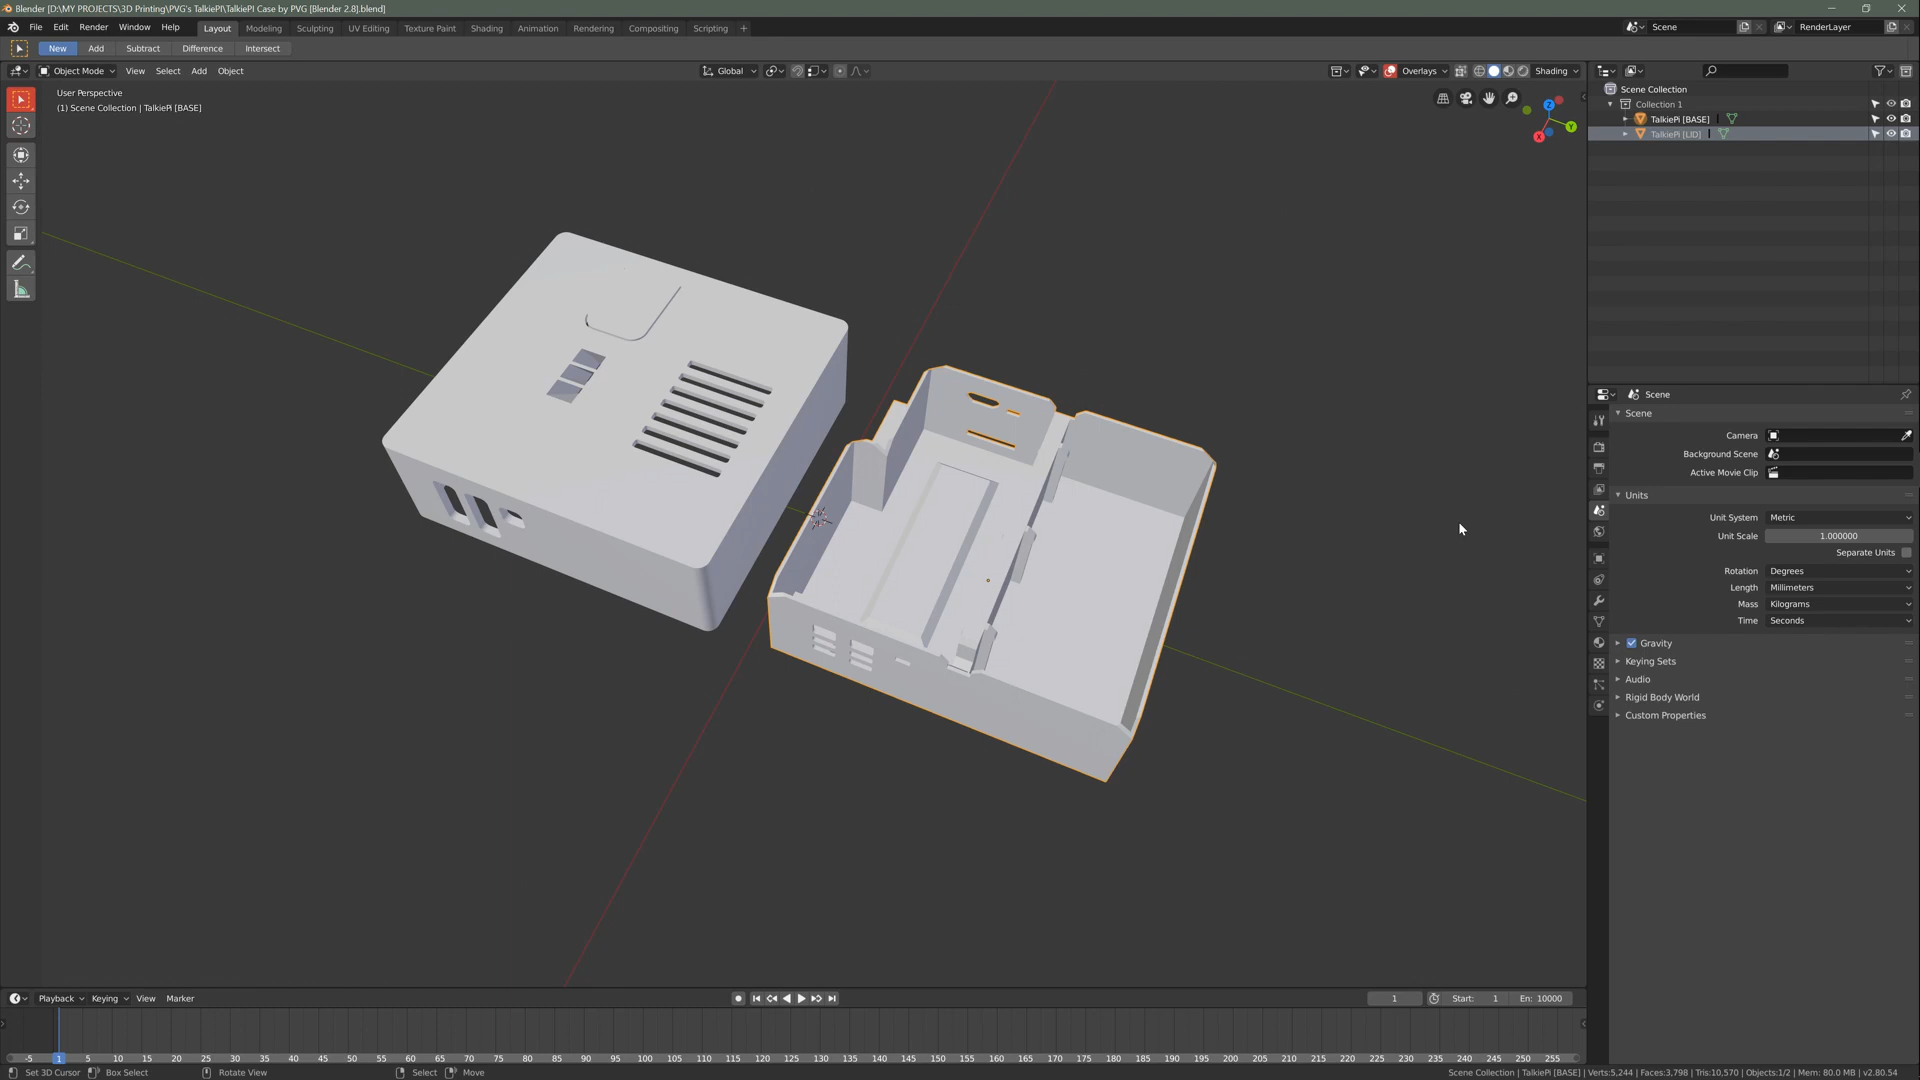 Blender [D:\MY PROJECTS\3D Printing\PVG's TalkiePI\TalkiePI Case by PVG [Blender 2.8].blend]
File Edit Render Window Help Layout Modeling Sculpting UV Editing Texture Paint Shading Animation Rendering Compositing Scripting + Scene RenderLayer
New Add Subtract Difference Intersect
Object Mode View Select Add Object Global Overlays Shading
User Perspective
(1) Scene Collection | TalkiePi [BASE]
Z
Y
X
Scene Collection
Collection 1
TalkiePi [BASE]
TalkiePi [LID]
Scene
Scene
Camera
Background Scene
Active Movie Clip
Units
Unit System Metric
Unit Scale 1.000000
Separate Units
Rotation Degrees
Length Millimeters
Mass Kilograms
Time Seconds
Gravity
Keying Sets
Audio
Rigid Body World
Custom Properties
Playback Keying View Marker 1 Start: 1 En: 10000
-5 1 5 10 15 20 25 30 35 40 45 50 55 60 65 70 75 80 85 90 95 100 105 110 115 120 125 130 135 140 145 150 155 160 165 170 175 180 185 190 195 200 205 210 215 220 225 230 235 240 245 250 255
Set 3D Cursor Box Select Rotate View Select Move Scene Collection | TalkiePi [BASE] | Verts:5,244 | Faces:3,798 | Tris:10,570 | Objects:1/2 | Mem: 80.0 MB | v2.80.54